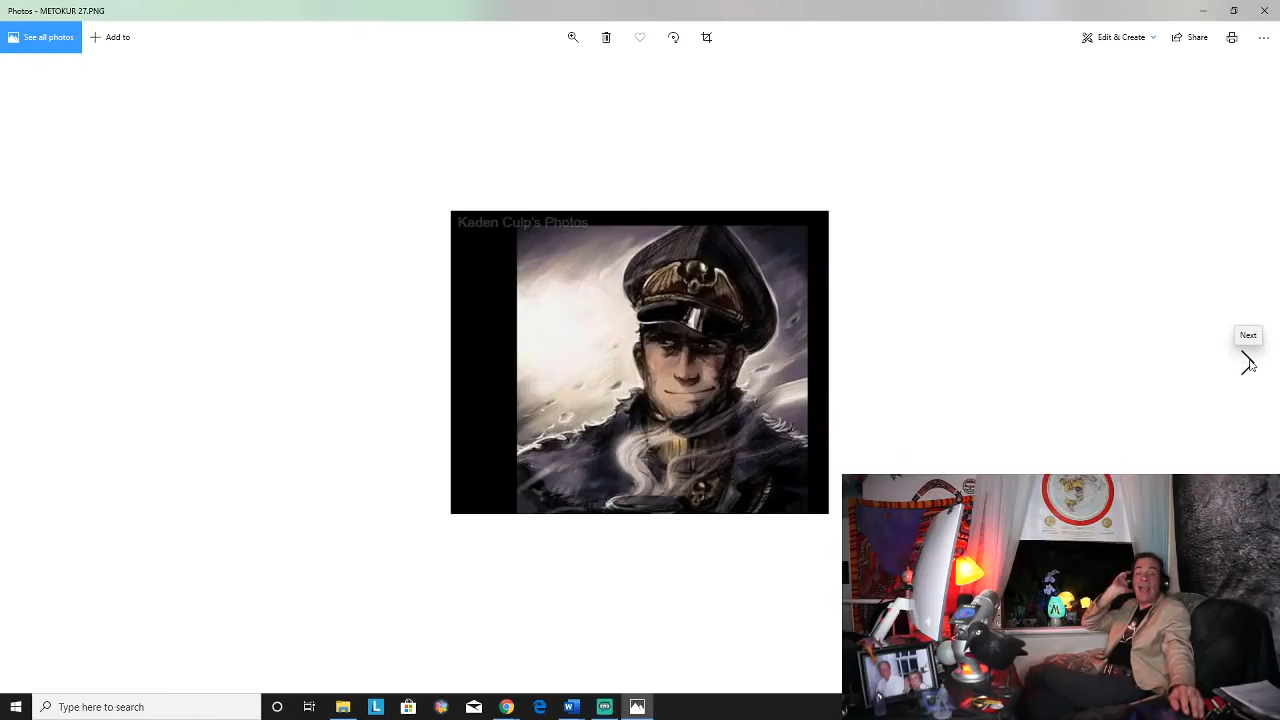 Photos - METOKUR 27.PNG
See all photos
Add to
Edit & Create
Share
Kaden Culp's Photos
Next
M
Type here to search